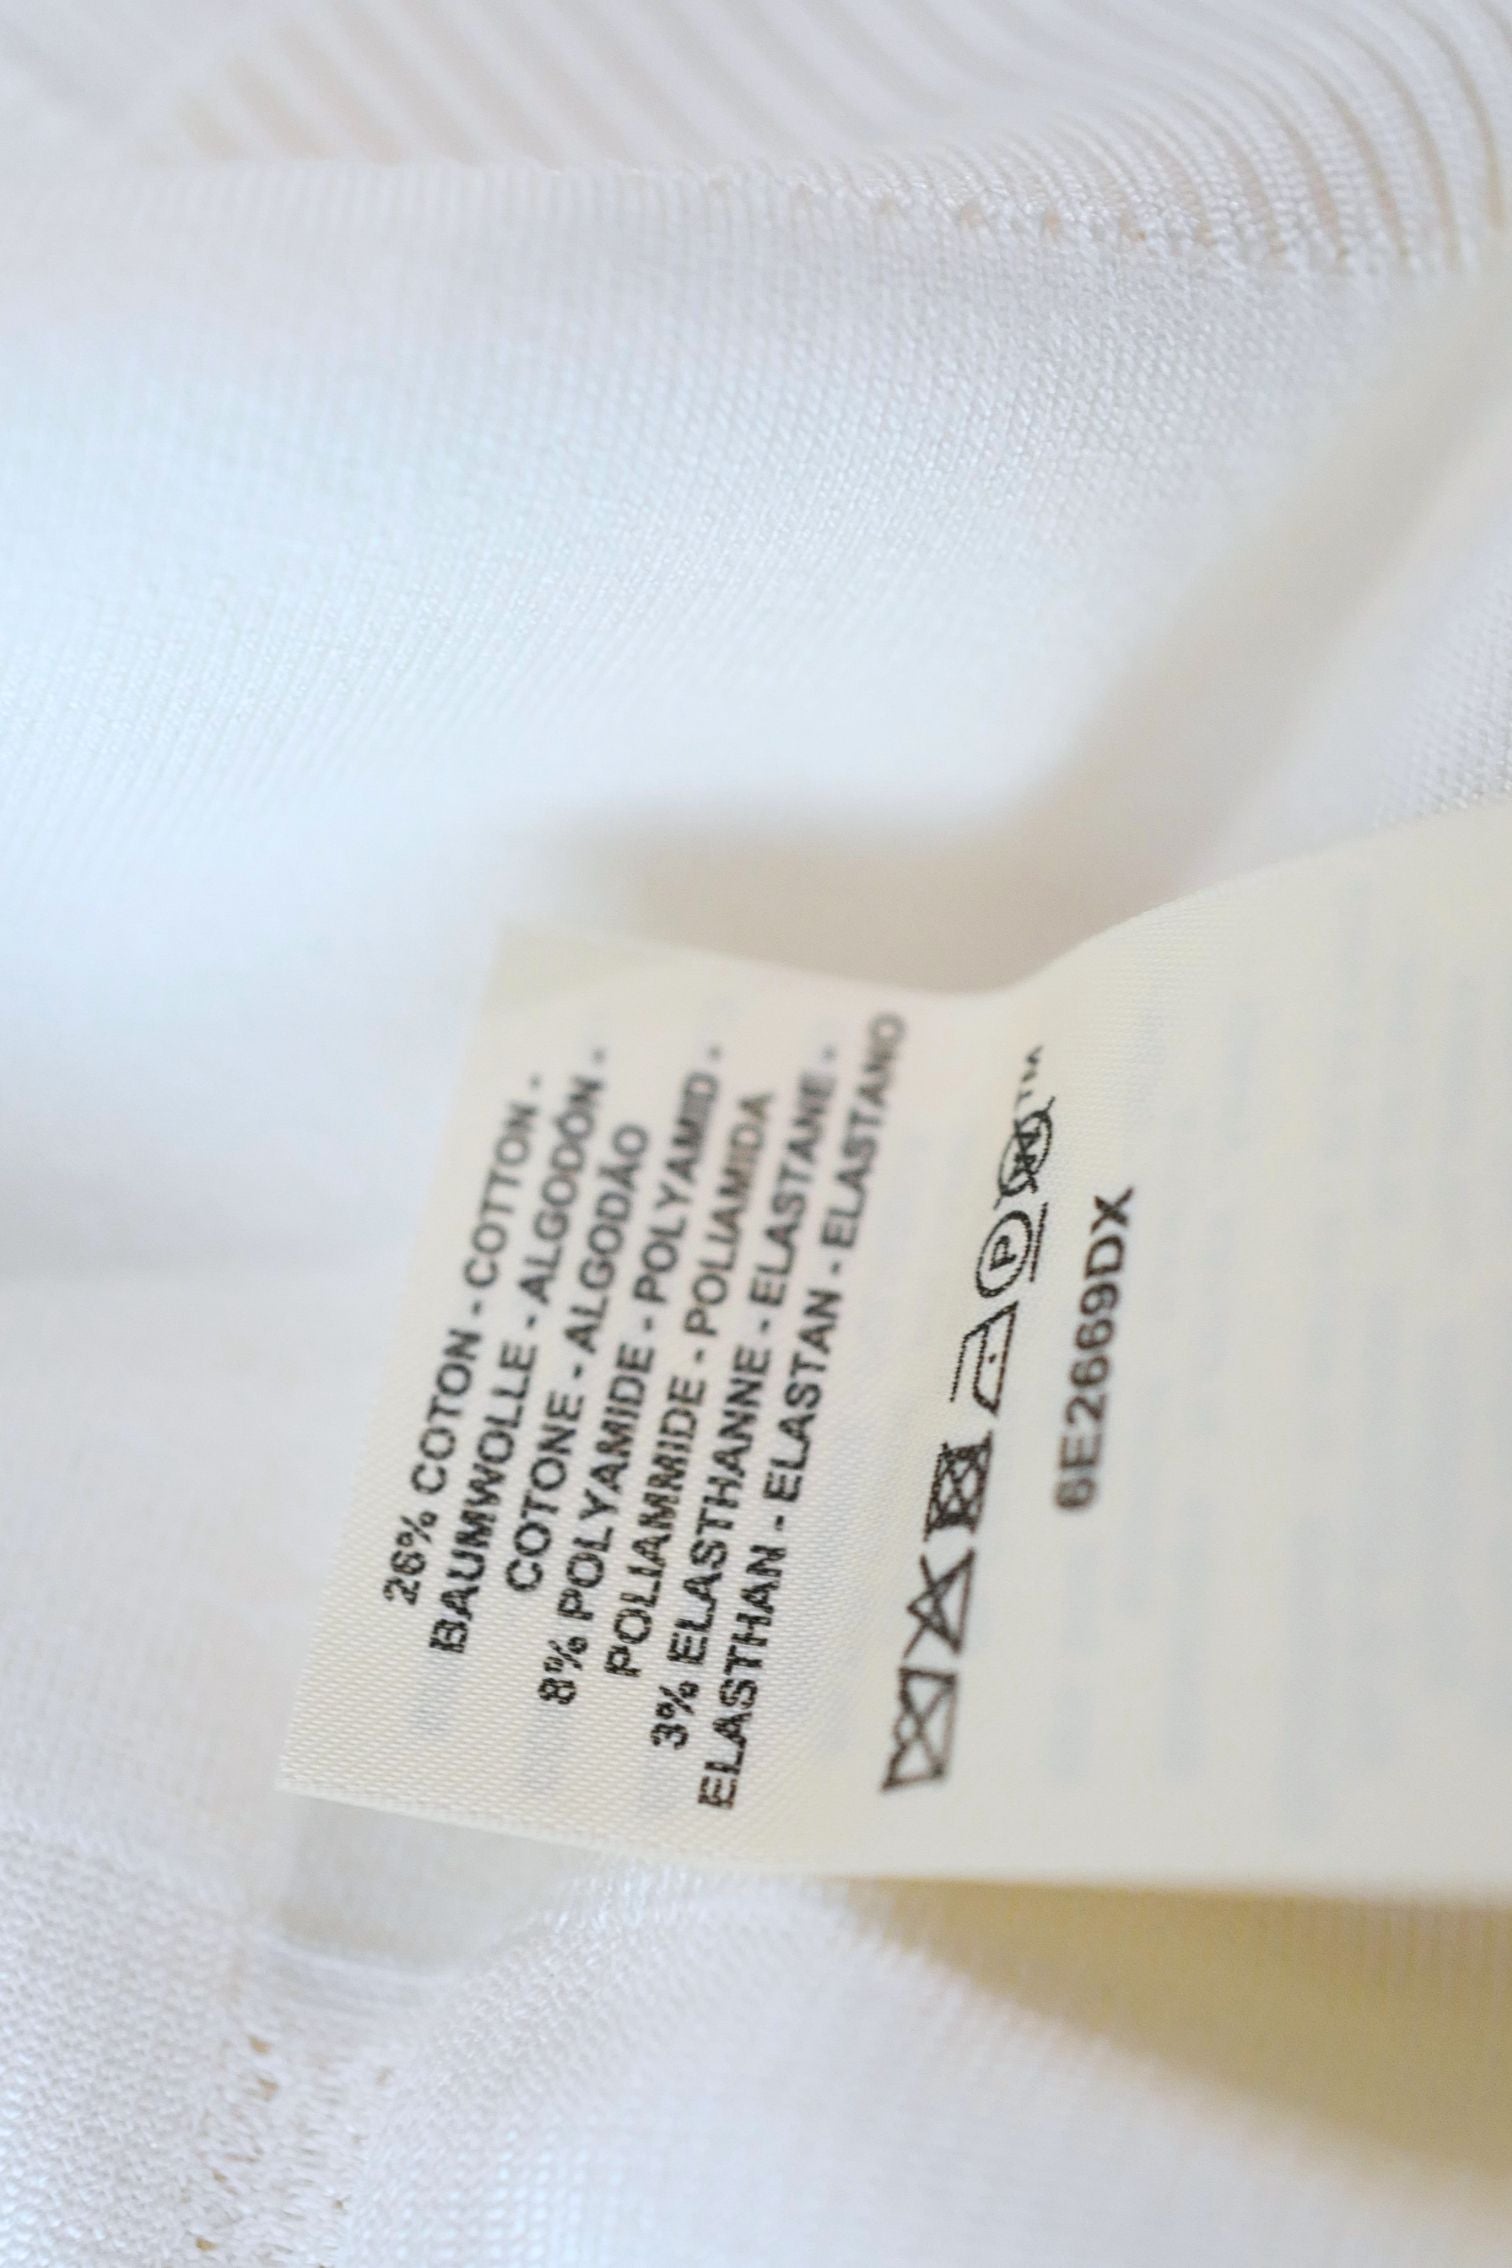 26% COTON - COTTON -
BAUMWOLLE - ALGODÓN -
COTONE - ALGODÃO
8% POLYAMIDE - POLYAMID -
POLIAMMIDE - POLIAMIDA
3% ELASTHANNE - ELASTANE -
ELASTHAN - ELASTAN - ELASTANO
P TM
6E2669DX